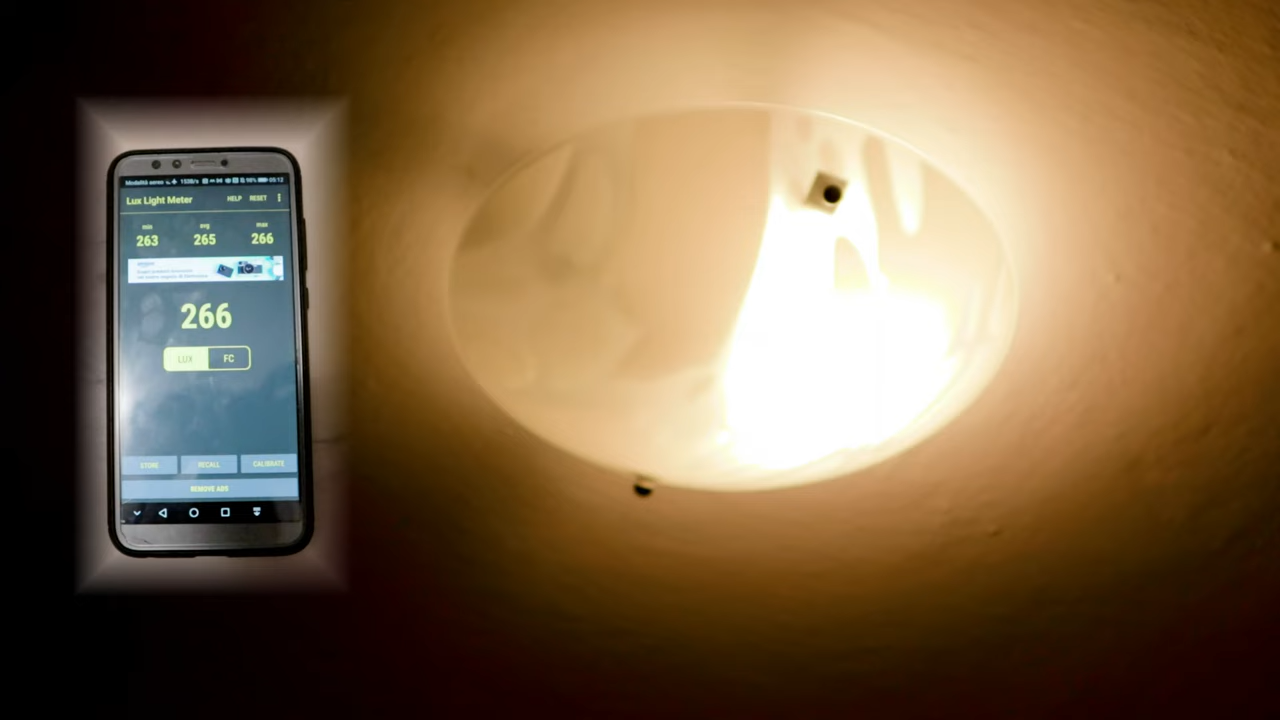 Lux Light Meter HELP RESET
min avg max
263 265 266
266
LUX FC
STORE RECALL CALIBRATE
REMOVE ADS